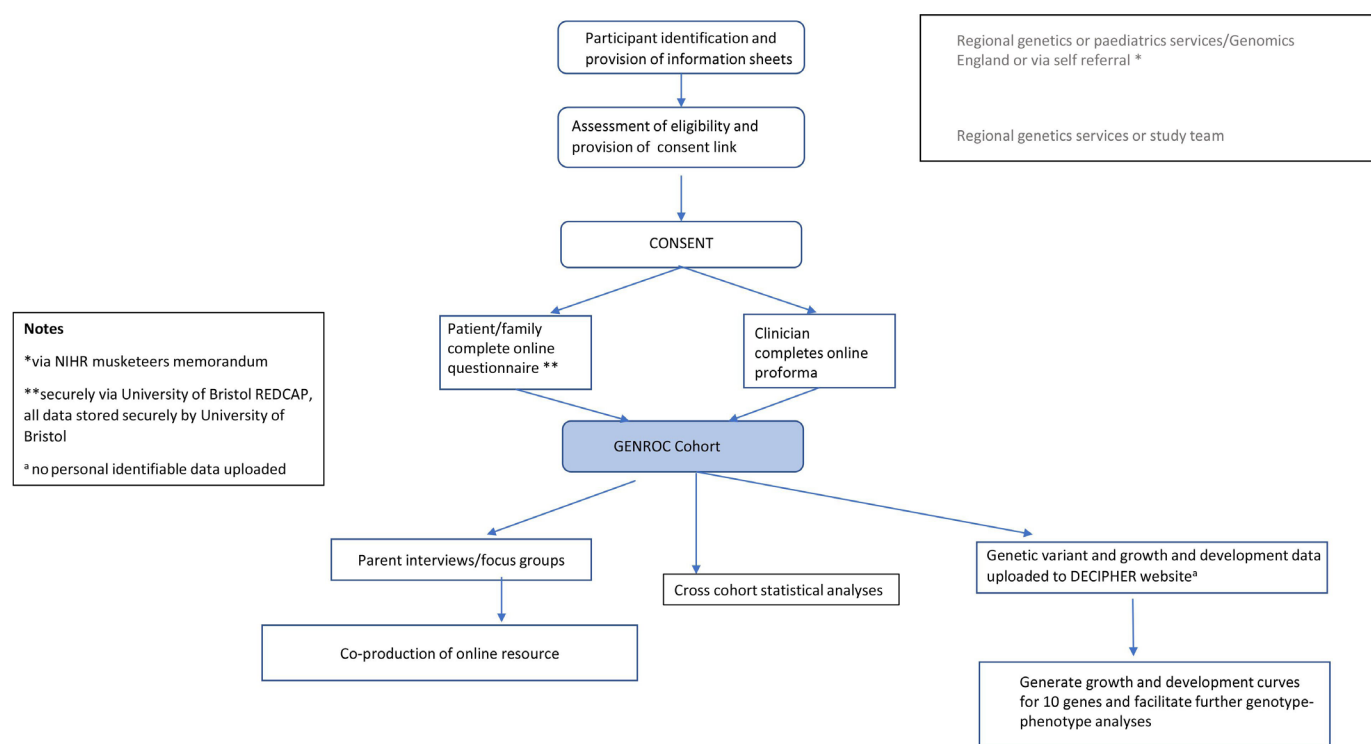 Participant identification and
provision of information sheets
Regional genetics or paediatrics services/Genomics
England or via self referral *
Assessment of eligibility and
provision of consent link
Regional genetics services or study team
CONSENT
Notes
*via NIHR musketeers memorandum
**securely via University of Bristol REDCAP,
all data stored securely by University of
Bristol
ᵃ no personal identifiable data uploaded
Patient/family
complete online
questionnaire **
Clinician
completes online
proforma
GENROC Cohort
Parent interviews/focus groups
Cross cohort statistical analyses
Genetic variant and growth and development data
uploaded to DECIPHER websiteᵃ
Co-production of online resource
Generate growth and development curves
for 10 genes and facilitate further genotype-
phenotype analyses